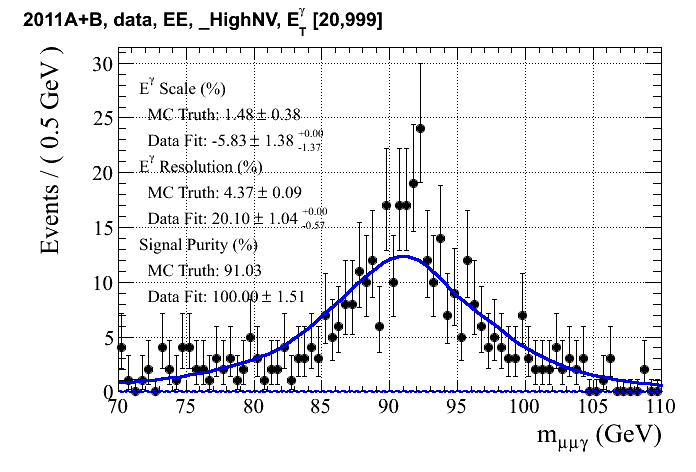 2011A+B, data, EE, _HighNV, E_T^γ [20,999]
Events / ( 0.5 GeV )
30
25
20
15
10
5
0
E^γ Scale (%)
MC Truth: 1.48 ± 0.38
Data Fit: -5.83 ± 1.38 +0.00 -1.37
E^γ Resolution (%)
MC Truth: 4.37 ± 0.09
Data Fit: 20.10 ± 1.04 +0.00 -0.57
Signal Purity (%)
MC Truth: 91.03
Data Fit: 100.00 ± 1.51
70 75 80 85 90 95 100 105 110
m_μμγ (GeV)